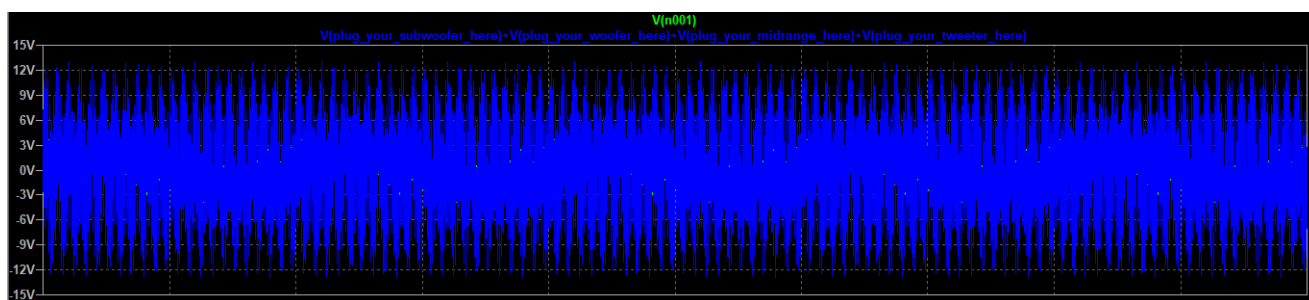 V(n001)
V(plug_your_subwoofer_here)+V(plug_your_woofer_here)+V(plug_your_midrange_here)+V(plug_your_tweeter_here)
15V
12V
9V
6V
3V
0V
-3V
-6V
-9V
-12V
-15V